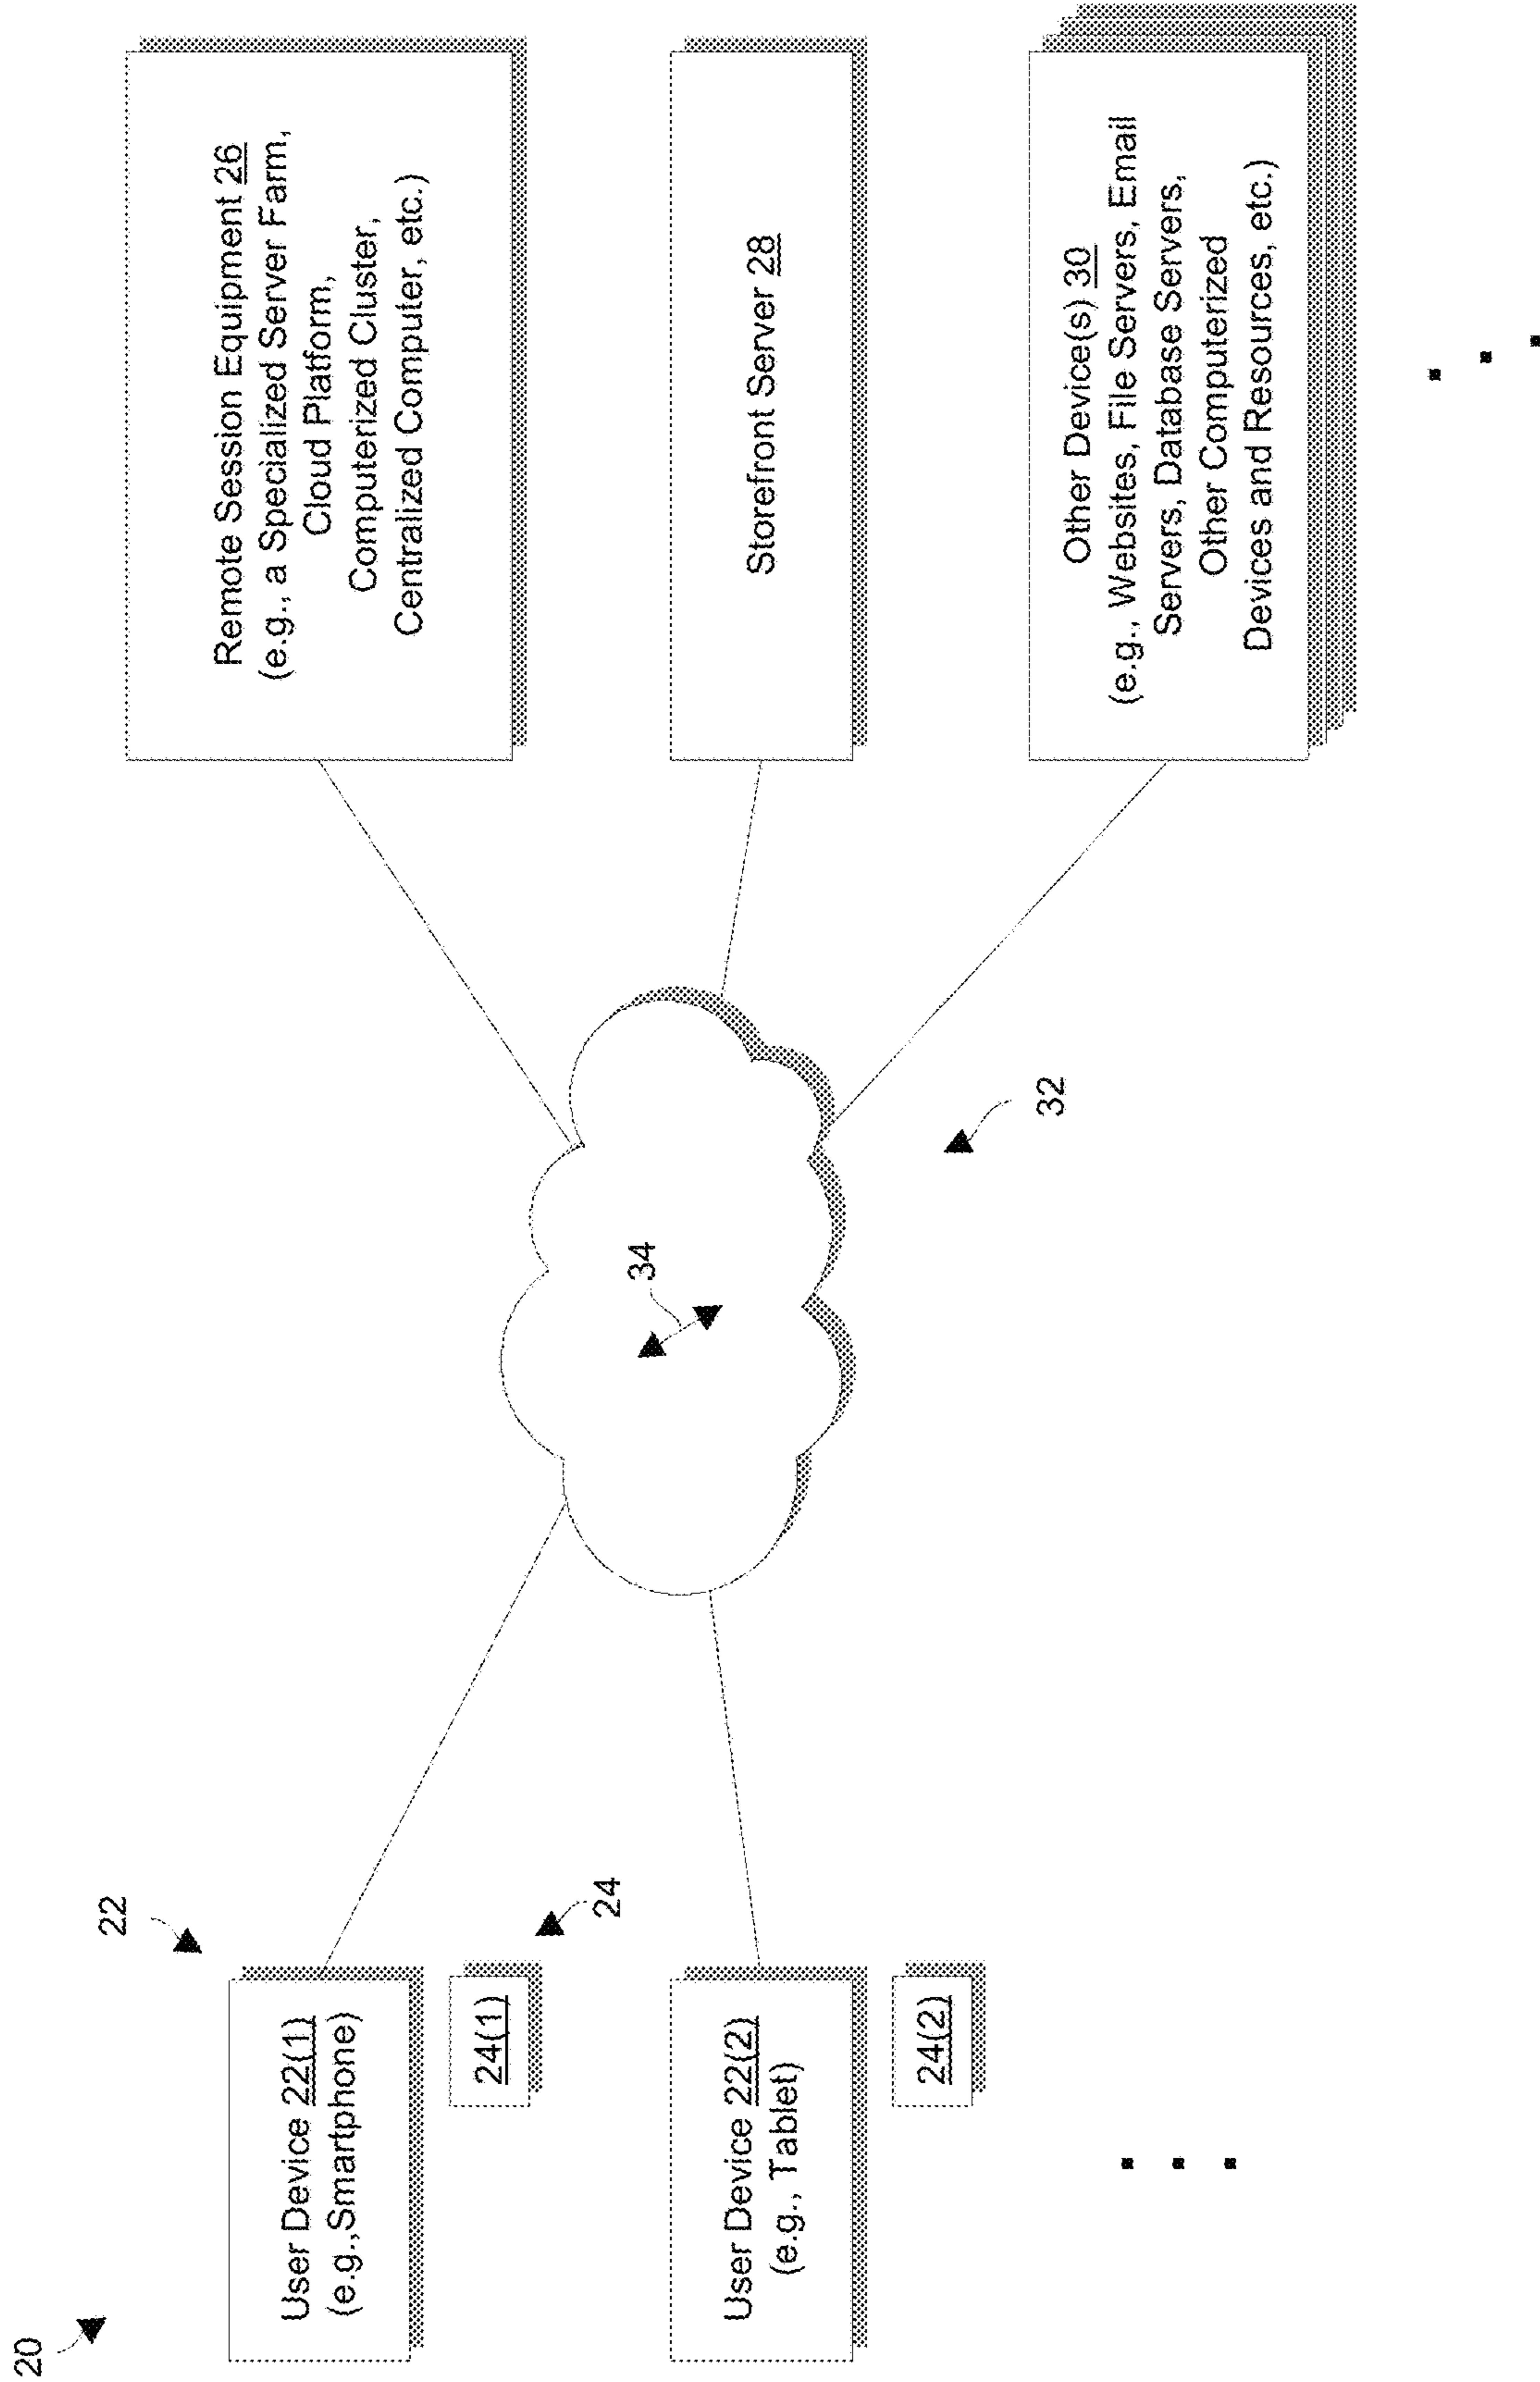 20
22
User Device 22(1)
(e.g.,Smartphone)
24(1)
24
User Device 22(2)
(e.g., Tablet)
24(2)
34
32
Remote Session Equipment 26
(e.g., a Specialized Server Farm,
Cloud Platform,
Computerized Cluster,
Centralized Computer, etc.)
Storefront Server 28
Other Device(s) 30
(e.g., Websites, File Servers, Email
Servers, Database Servers,
Other Computerized
Devices and Resources, etc.)